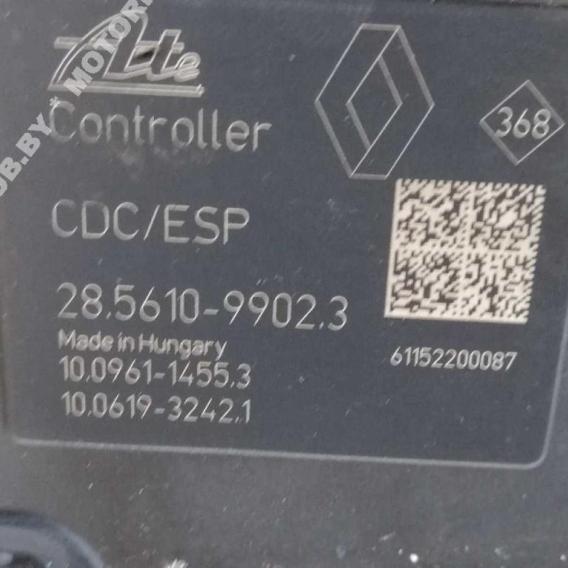 Ate
Controller
368
CDC/ESP
28.5610-9902.3
Made in Hungary
61152200087
10.0961-1455.3
10.0619-3242.1